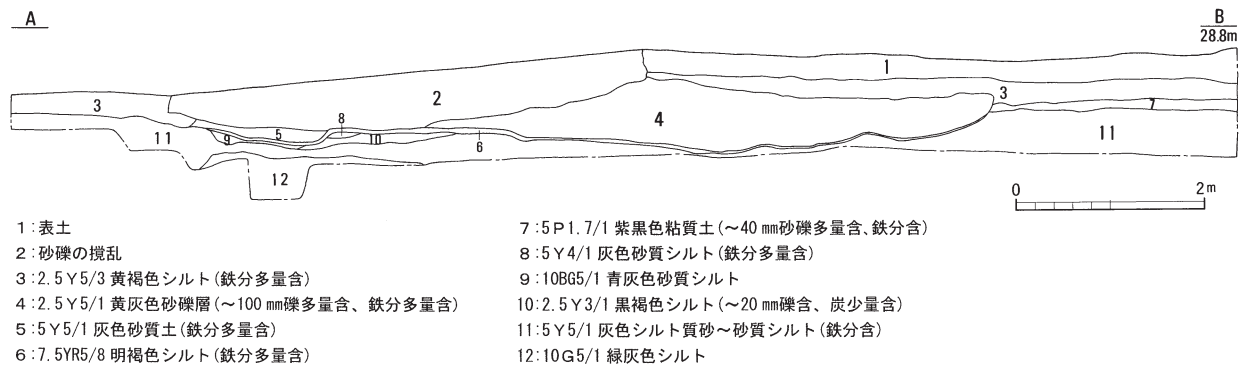 A
B
28.8m
1
3
2
3
8
7
4
5
11
9
10
11
6
12
0
2m
1:表土
2:砂礫の撹乱
3:2.5Y5/3 黄褐色シルト(鉄分多量含)
4:2.5Y5/1 黄灰色砂礫層(~100㎜礫多量含、鉄分多量含)
5:5Y5/1 灰色砂質土(鉄分多量含)
6:7.5YR5/8 明褐色シルト(鉄分多量含)
7:5P1.7/1 紫黒色粘質土(~40㎜砂礫多量含、鉄分含)
8:5Y4/1 灰色砂質シルト(鉄分多量含)
9:10BG5/1 青灰色砂質シルト
10:2.5Y3/1 黒褐色シルト(~20㎜礫含、炭少量含)
11:5Y5/1 灰色シルト質砂~砂質シルト(鉄分含)
12:10G5/1 緑灰色シルト